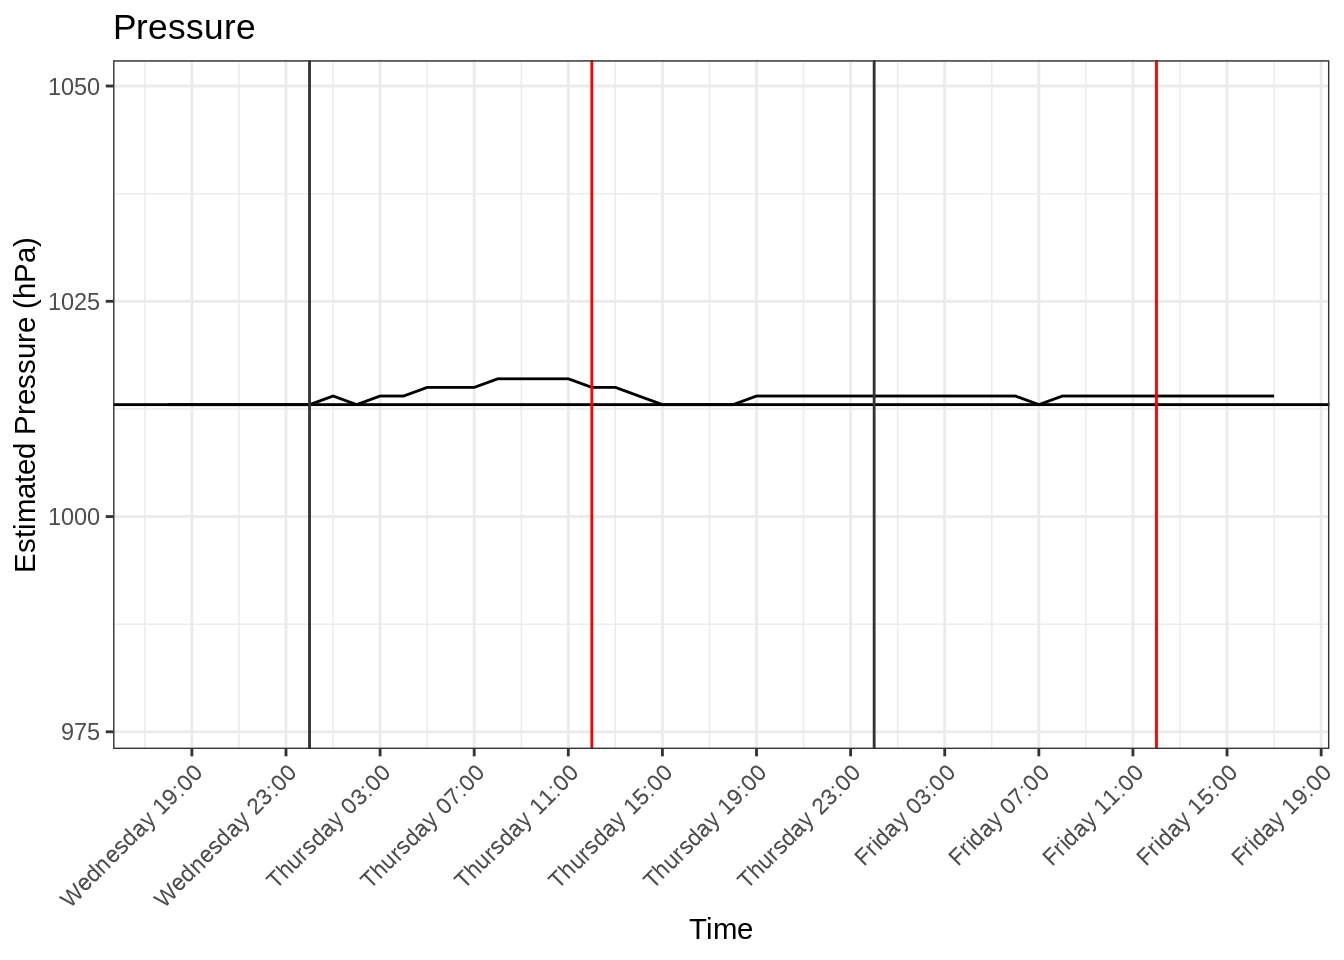 Pressure
Estimated Pressure (hPa)
1050
1025
1000
975
Wednesday 19:00
Wednesday 23:00
Thursday 03:00
Thursday 07:00
Thursday 11:00
Thursday 15:00
Thursday 19:00
Thursday 23:00
Friday 03:00
Friday 07:00
Friday 11:00
Friday 15:00
Friday 19:00
Time